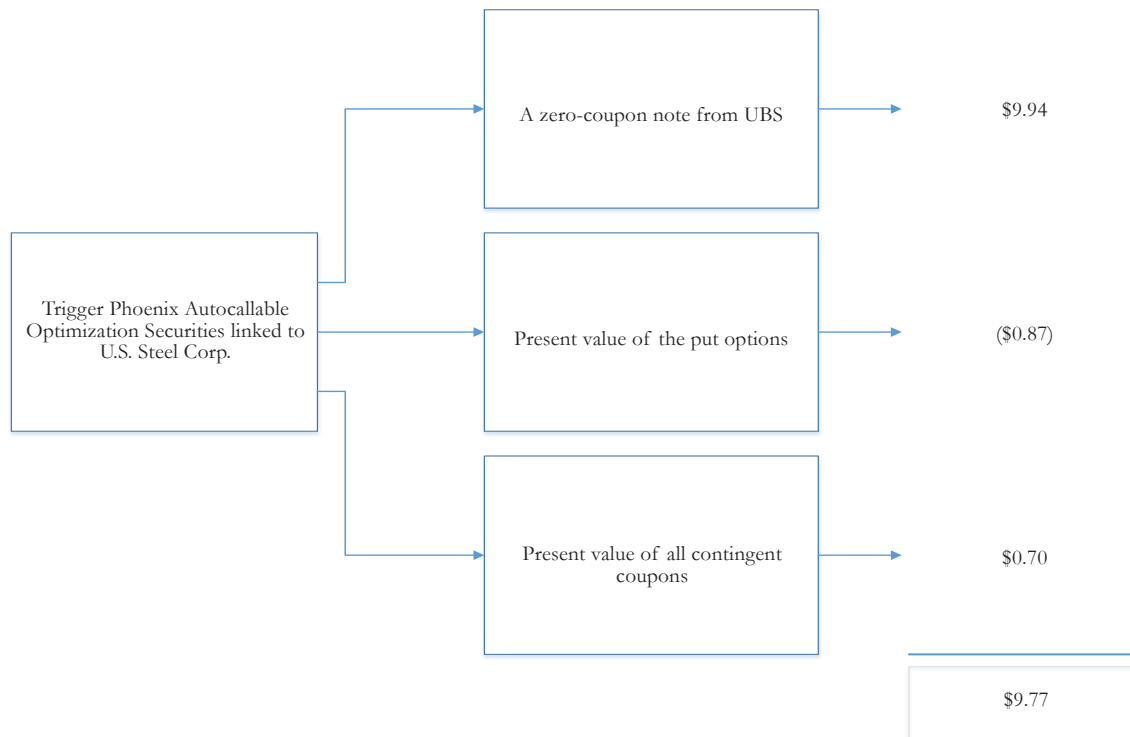 A zero-coupon note from UBS
$9.94
Trigger Phoenix Autocallable
Optimization Securities linked to
U.S. Steel Corp.
Present value of the put options
($0.87)
Present value of all contingent
coupons
$0.70
$9.77